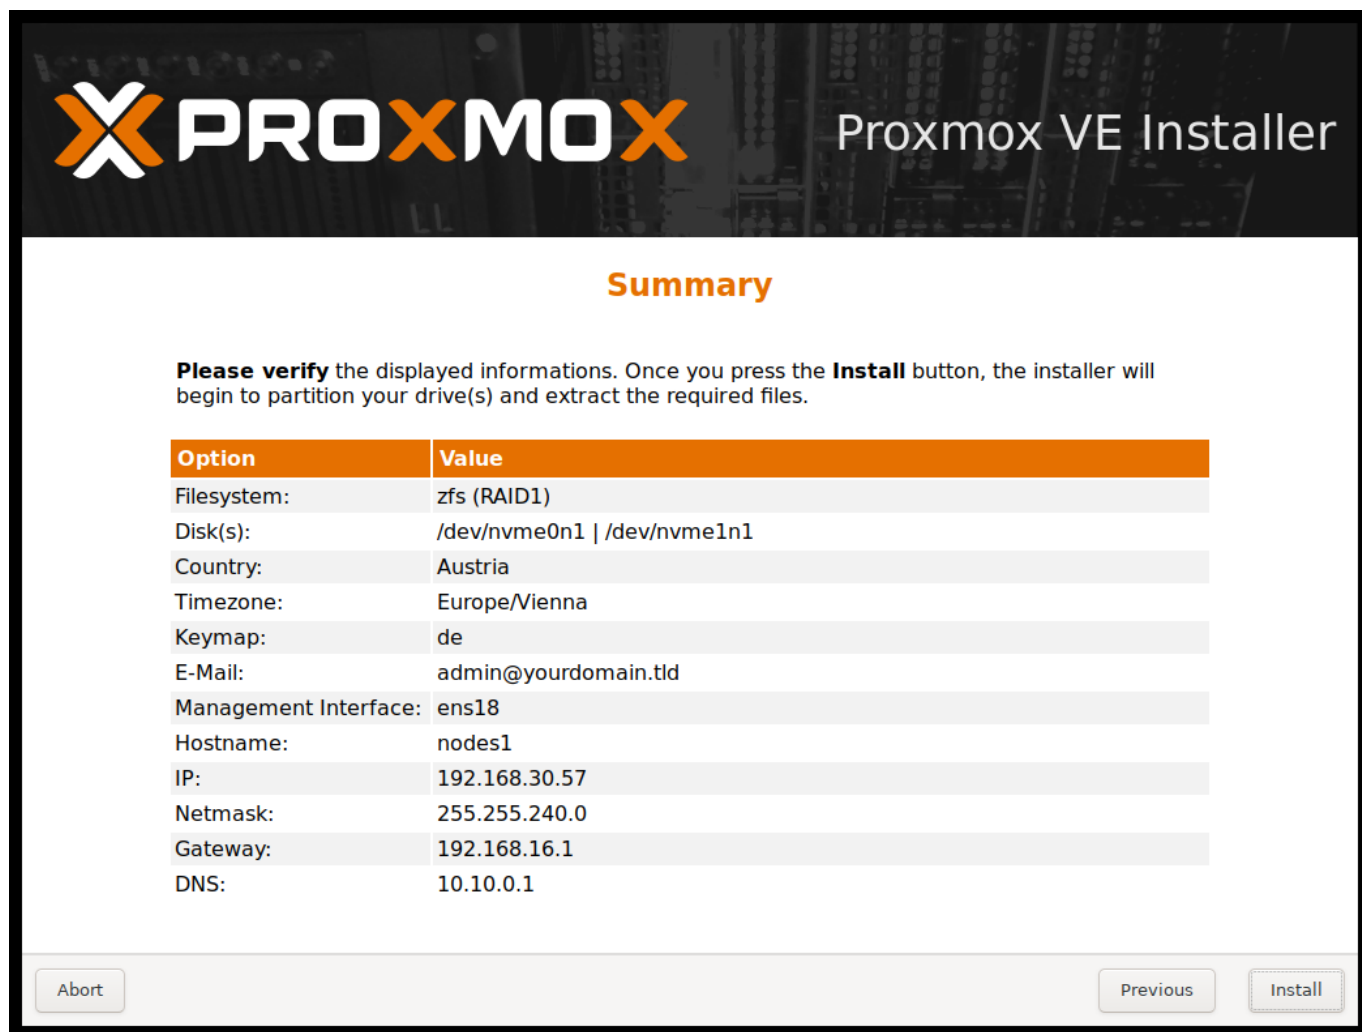 PROXMOX
Proxmox VE Installer
Summary
Please verify the displayed informations. Once you press the Install button, the installer will
begin to partition your drive(s) and extract the required files.
Option Value
Filesystem: zfs (RAID1)
Disk(s): /dev/nvme0n1 | /dev/nvme1n1
Country: Austria
Timezone: Europe/Vienna
Keymap: de
E-Mail: admin@yourdomain.tld
Management Interface: ens18
Hostname: nodes1
IP: 192.168.30.57
Netmask: 255.255.240.0
Gateway: 192.168.16.1
DNS: 10.10.0.1
Abort Previous Install